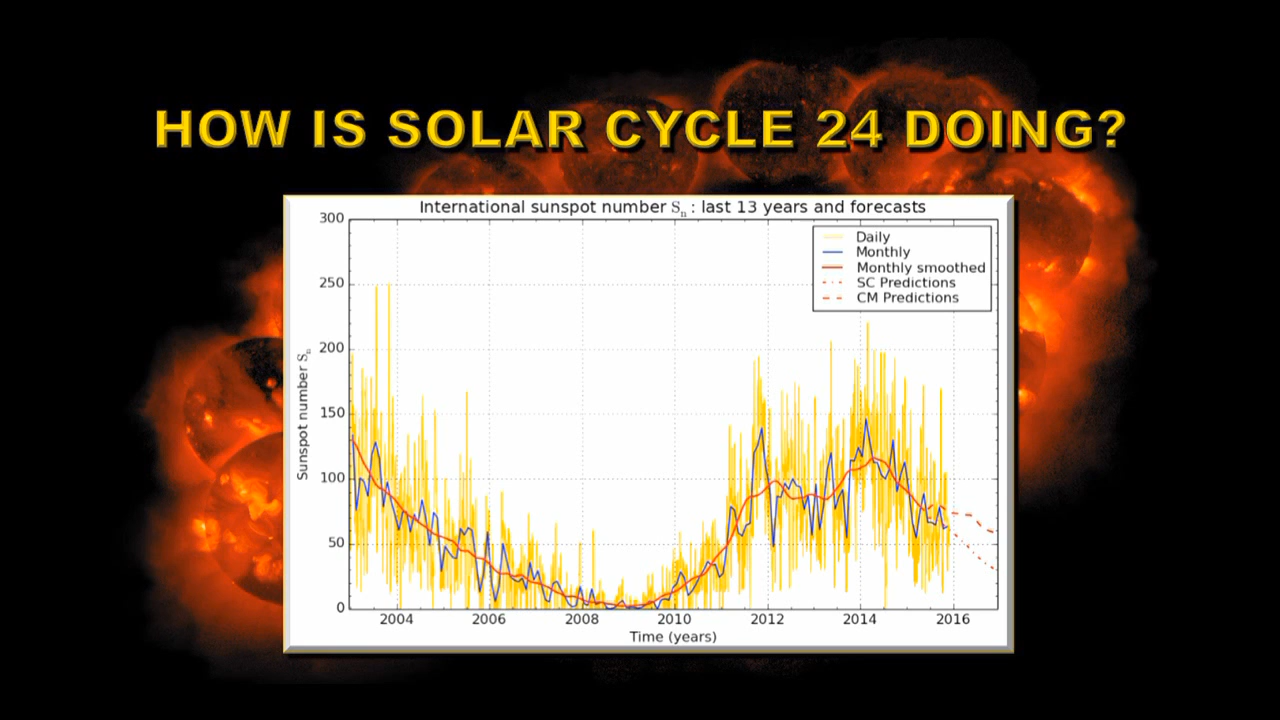 HOW IS SOLAR CYCLE 24 DOING?
International sunspot number Sn : last 13 years and forecasts
300
250
200
150
100
50
0
Sunspot number Sn
Daily
Monthly
Monthly smoothed
SC Predictions
CM Predictions
2004 2006 2008 2010 2012 2014 2016
Time (years)